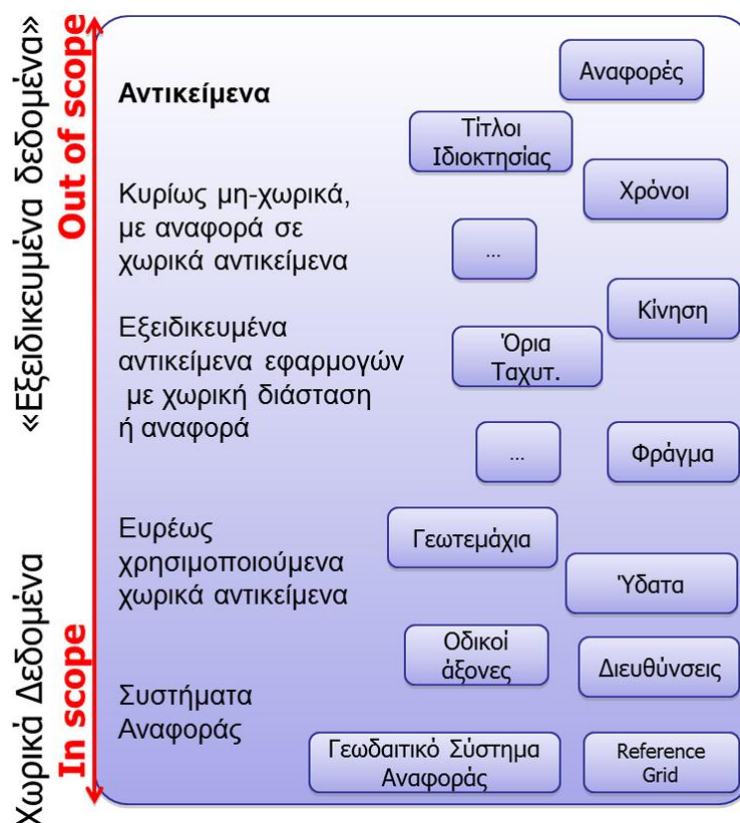 «Εξειδικευμένα δεδομένα»
Out of scope
Χωρικά Δεδομένα
In scope
Αντικείμενα
Αναφορές
Τίτλοι
Ιδιοκτησίας
Κυρίως μη-χωρικά,
με αναφορά σε
χωρικά αντικείμενα
Χρόνοι
...
Εξειδικευμένα
αντικείμενα εφαρμογών
με χωρική διάσταση
ή αναφορά
Κίνηση
Όρια
Ταχυτ.
...
Φράγμα
Ευρέως
χρησιμοποιούμενα
χωρικά αντικείμενα
Γεωτεμάχια
Ύδατα
Οδικοί
άξονες
Διευθύνσεις
Συστήματα
Αναφοράς
Γεωδαιτικό Σύστημα
Αναφοράς
Reference
Grid